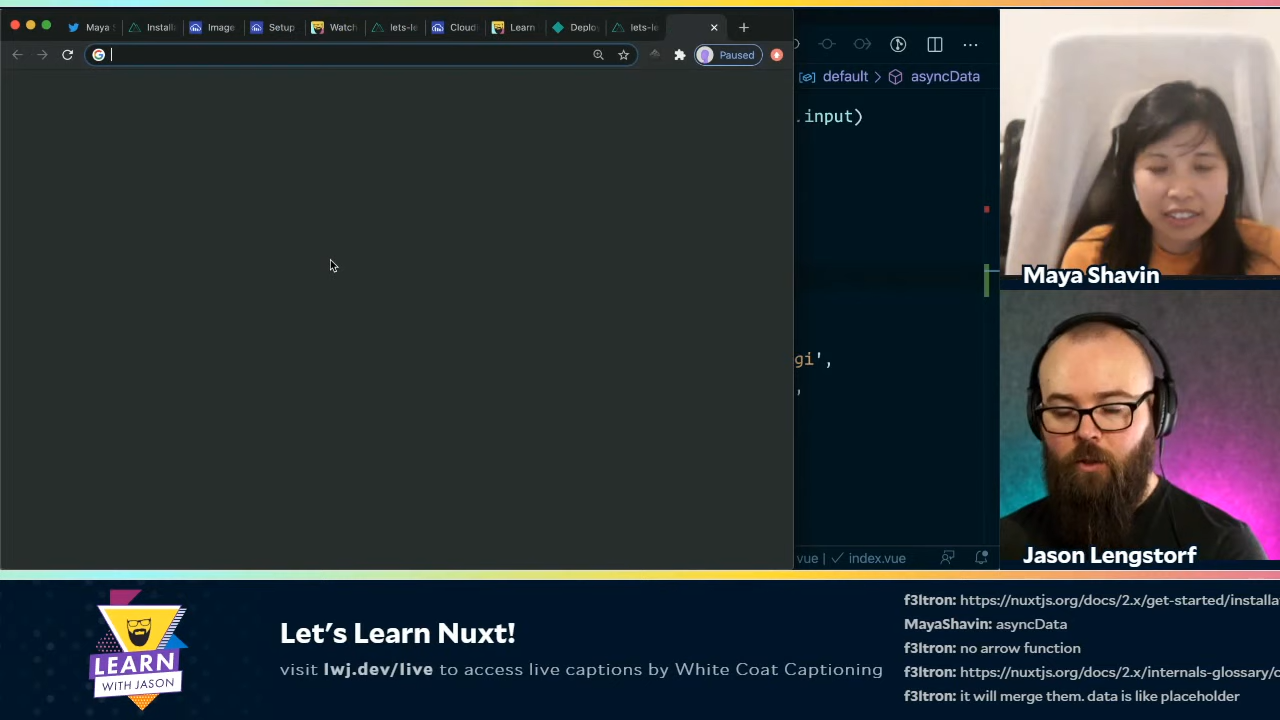 Maya S
Installa
Image
Setup
Watch
lets-le
Cloudi
Learn
Deploy
lets-le
Paused
default > asyncData
.input)
gi',
,
vue | ✓ index.vue
Maya Shavin
Jason Lengstorf
LEARN
WITH JASON
Let's Learn Nuxt!
visit lwj.dev/live to access live captions by White Coat Captioning
f3ltron: https://nuxtjs.org/docs/2.x/get-started/installa
MayaShavin: asyncData
f3ltron: no arrow function
f3ltron: https://nuxtjs.org/docs/2.x/internals-glossary/c
f3ltron: it will merge them. data is like placeholder